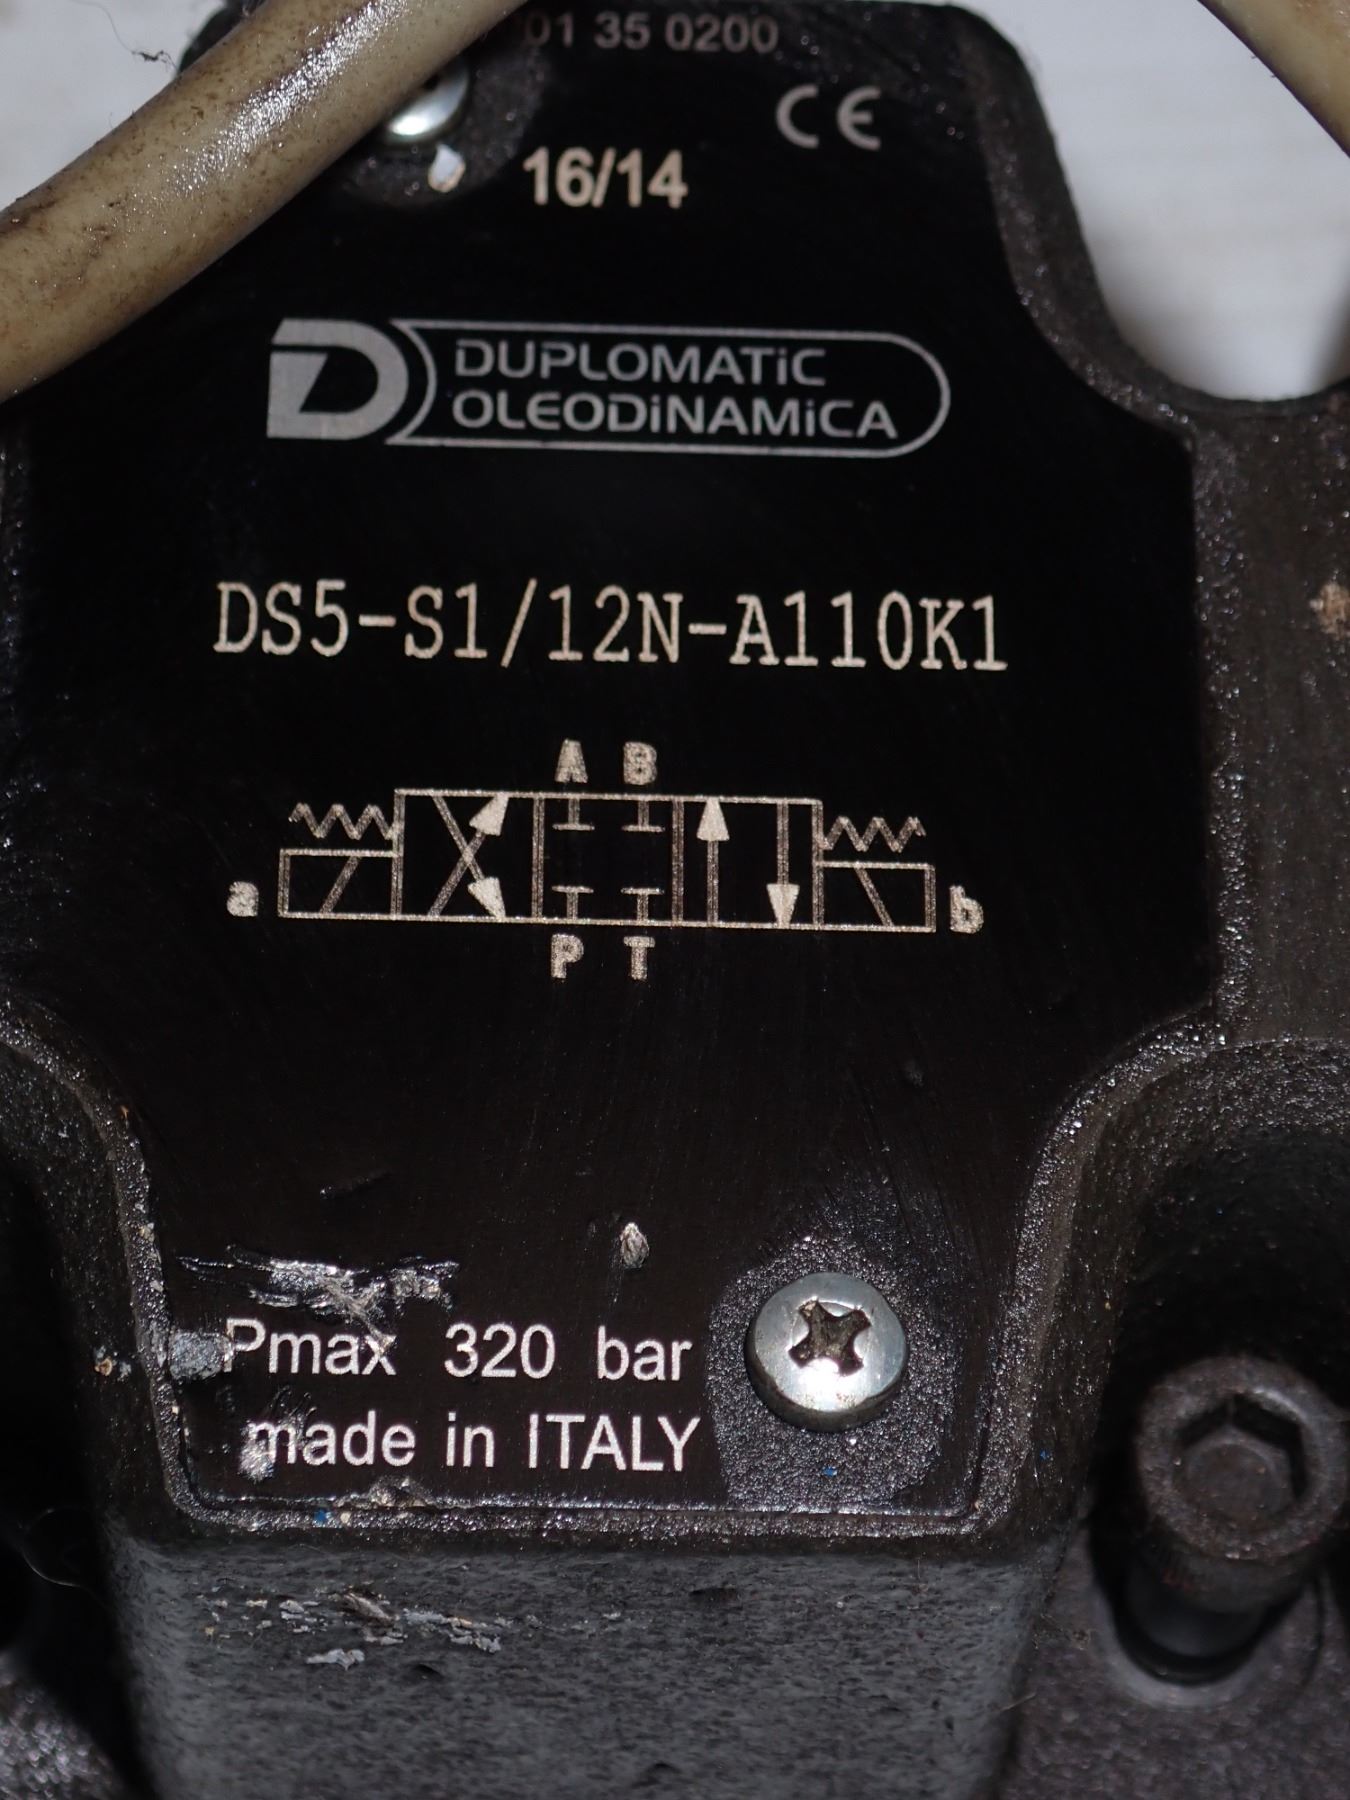 01 35 0200
CE
16/14
DUPLOMATiC
OLEODiNAMiCA
DS5-S1/12N-A110K1
A B
a b
P T
Pmax 320 bar
made in ITALY